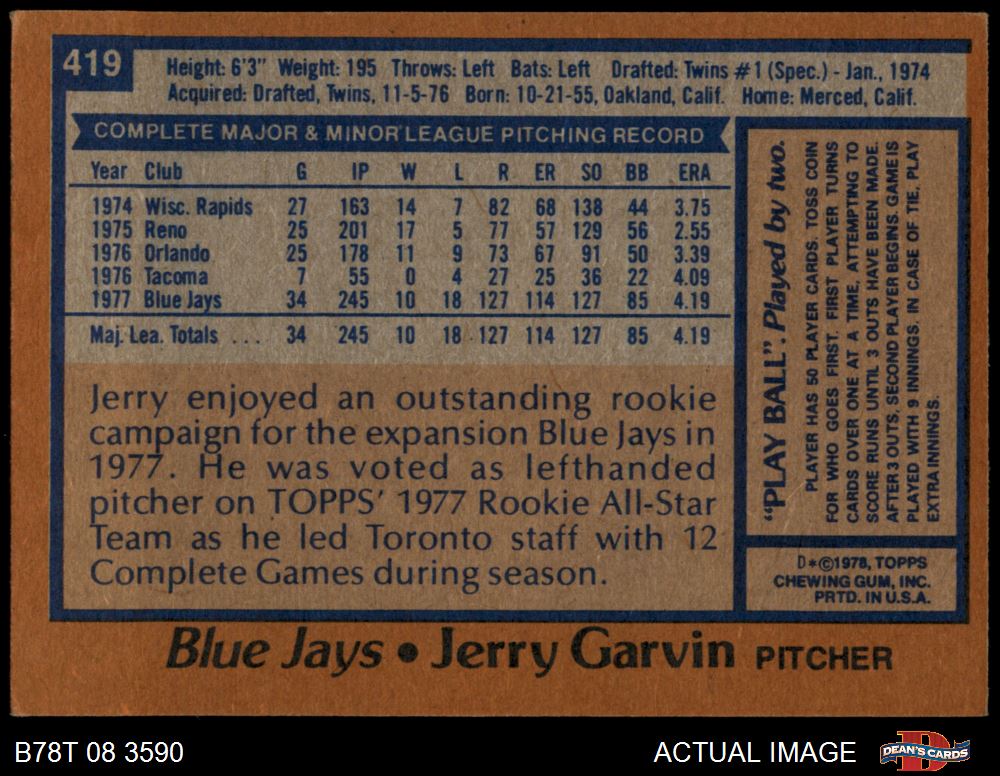 419
Height: 6'3" Weight: 195 Throws: Left Bats: Left Drafted: Twins #1 (Spec.) - Jan., 1974
Acquired: Drafted, Twins, 11-5-76 Born: 10-21-55, Oakland, Calif. Home: Merced, Calif.
COMPLETE MAJOR & MINOR LEAGUE PITCHING RECORD
Year Club G IP W L R ER SO BB ERA
1974 Wisc. Rapids 27 163 14 7 82 68 138 44 3.75
1975 Reno 25 201 17 5 77 57 129 56 2.55
1976 Orlando 25 178 11 9 73 67 91 50 3.39
1976 Tacoma 7 55 0 4 27 25 36 22 4.09
1977 Blue Jays 34 245 10 18 127 114 127 85 4.19
Maj. Lea. Totals ... 34 245 10 18 127 114 127 85 4.19
Jerry enjoyed an outstanding rookie
campaign for the expansion Blue Jays in
1977. He was voted as lefthanded
pitcher on TOPPS' 1977 Rookie All-Star
Team as he led Toronto staff with 12
Complete Games during season.
"PLAY BALL". Played by two.
PLAYER HAS 50 PLAYER CARDS. TOSS COIN
FOR WHO GOES FIRST. FIRST PLAYER TURNS
CARDS OVER ONE AT A TIME, ATTEMPTING TO
SCORE RUNS UNTIL 3 OUTS HAVE BEEN MADE.
AFTER 3 OUTS, SECOND PLAYER BEGINS. GAME IS
PLAYED WITH 9 INNINGS. IN CASE OF TIE, PLAY
EXTRA INNINGS.
D*©1978, TOPPS
CHEWING GUM, INC.
PRTD. IN U.S.A.
Blue Jays • Jerry Garvin PITCHER
B78T 08 3590
ACTUAL IMAGE
D
DEAN'S CARDS